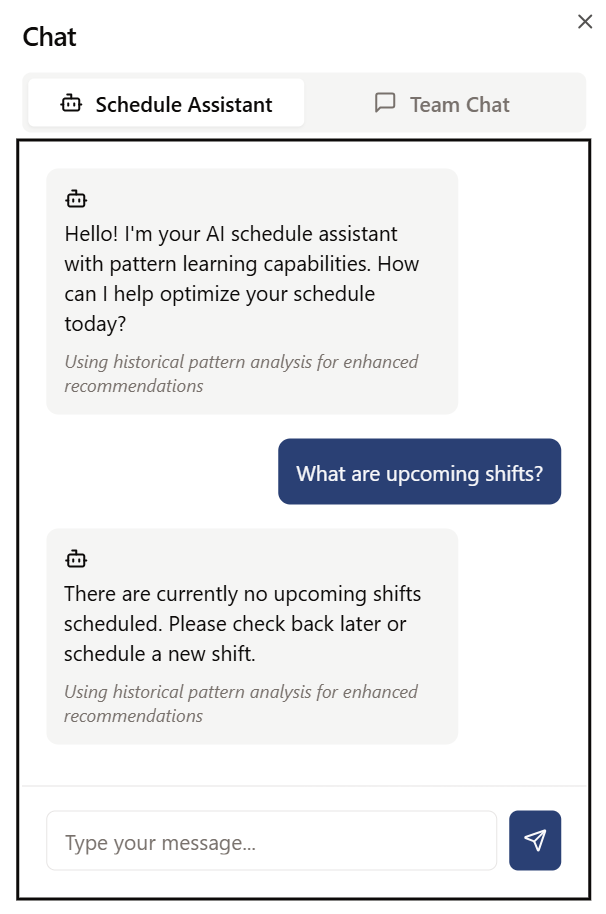 Chat
Schedule Assistant
Team Chat
Hello! I'm your AI schedule assistant
with pattern learning capabilities. How
can I help optimize your schedule
today?
Using historical pattern analysis for enhanced
recommendations
What are upcoming shifts?
There are currently no upcoming shifts
scheduled. Please check back later or
schedule a new shift.
Using historical pattern analysis for enhanced
recommendations
Type your message...